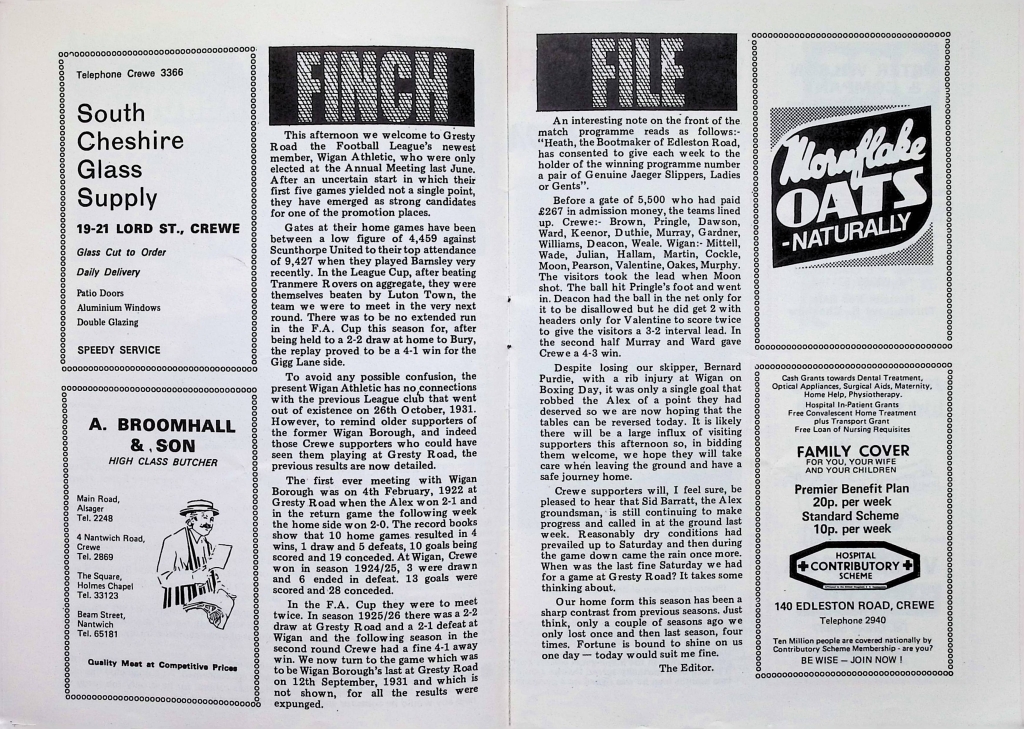 Telephone Crewe 3366
South
Cheshire
Glass
Supply
19-21 LORD ST., CREWE
Glass Cut to Order
Daily Delivery
Patio Doors
Aluminium Windows
Double Glazing
SPEEDY SERVICE
A. BROOMHALL
& SON
HIGH CLASS BUTCHER
Main Road,
Alsager
Tel. 2248
4 Nantwich Road,
Crewe
Tel. 2869
The Square,
Holmes Chapel
Tel. 33123
Beam Street,
Nantwich
Tel. 65181
Quality Meat at Competitive Prices
FINCH
This afternoon we welcome to Gresty
Road the Football League's newest
member, Wigan Athletic, who were only
elected at the Annual Meeting last June.
After an uncertain start in which their
first five games yielded not a single point,
they have emerged as strong candidates
for one of the promotion places.
Gates at their home games have been
between a low figure of 4,459 against
Scunthorpe United to their top attendance
of 9,427 when they played Barnsley very
recently. In the League Cup, after beating
Tranmere Rovers on aggregate, they were
themselves beaten by Luton Town, the
team we were to meet in the very next
round. There was to be no extended run
in the F.A. Cup this season for, after
being held to a 2-2 draw at home to Bury,
the replay proved to be a 4-1 win for the
Gigg Lane side.
To avoid any possible confusion, the
present Wigan Athletic has no connections
with the previous League club that went
out of existence on 26th October, 1931.
However, to remind older supporters of
the former Wigan Borough, and indeed
those Crewe supporters who could have
seen them playing at Gresty Road, the
previous results are now detailed.
The first ever meeting with Wigan
Borough was on 4th February, 1922 at
Gresty Road when the Alex won 2-1 and
in the return game the following week
the home side won 2-0. The record books
show that 10 home games resulted in 4
wins, 1 draw and 5 defeats, 10 goals being
scored and 19 conceded. At Wigan, Crewe
won in season 1924/25, 3 were drawn
and 6 ended in defeat. 13 goals were
scored and 28 conceded.
In the F.A. Cup they were to meet
twice. In season 1925/26 there was a 2-2
draw at Gresty Road and a 2-1 defeat at
Wigan and the following season in the
second round Crewe had a fine 4-1 away
win. We now turn to the game which was
to be Wigan Borough's last at Gresty Road
on 12th September, 1931 and which is
not shown, for all the results were
expunged.
FILE
An interesting note on the front of the
match programme reads as follows:-
"Heath, the Bootmaker of Edleston Road,
has consented to give each week to the
holder of the winning programme number
a pair of Genuine Jaeger Slippers, Ladies
or Gents".
Before a gate of 5,500 who had paid
£267 in admission money, the teams lined
up. Crewe:- Brown, Pringle, Dawson,
Ward, Keenor, Duthie, Murray, Gardner,
Williams, Deacon, Weale. Wigan:- Mittell,
Wade, Julian, Hallam, Martin, Cockle,
Moon, Pearson, Valentine, Oakes, Murphy.
The visitors took the lead when Moon
shot. The ball hit Pringle's foot and went
in. Deacon had the ball in the net only for
it to be disallowed but he did get 2 with
headers only for Valentine to score twice
to give the visitors a 3-2 interval lead. In
the second half Murray and Ward gave
Crewe a 4-3 win.
Despite losing our skipper, Bernard
Purdie, with a rib injury at Wigan on
Boxing Day, it was only a single goal that
robbed the Alex of a point they had
deserved so we are now hoping that the
tables can be reversed today. It is likely
there will be a large influx of visiting
supporters this afternoon so, in bidding
them welcome, we hope they will take
care when leaving the ground and have a
safe journey home.
Crewe supporters will, I feel sure, be
pleased to hear that Sid Barratt, the Alex
groundsman, is still continuing to make
progress and called in at the ground last
week. Reasonably dry conditions had
prevailed up to Saturday and then during
the game down came the rain once more.
When was the last fine Saturday we had
for a game at Gresty Road? It takes some
thinking about.
Our home form this season has been a
sharp contrast from previous seasons. Just
think, only a couple of seasons ago we
only lost once and then last season, four
times. Fortune is bound to shine on us
one day — today would suit me fine.
The Editor.
Mornflake
OATS
-NATURALLY
Cash Grants towards Dental Treatment,
Optical Appliances, Surgical Aids, Maternity,
Home Help, Physiotherapy.
Hospital In-Patient Grants
Free Convalescent Home Treatment
plus Transport Grant
Free Loan of Nursing Requisites
FAMILY COVER
FOR YOU, YOUR WIFE
AND YOUR CHILDREN
Premier Benefit Plan
20p. per week
Standard Scheme
10p. per week
HOSPITAL
CONTRIBUTORY
SCHEME
140 EDLESTON ROAD, CREWE
Telephone 2940
Ten Million people are covered nationally by
Contributory Scheme Membership - are you?
BE WISE — JOIN NOW !